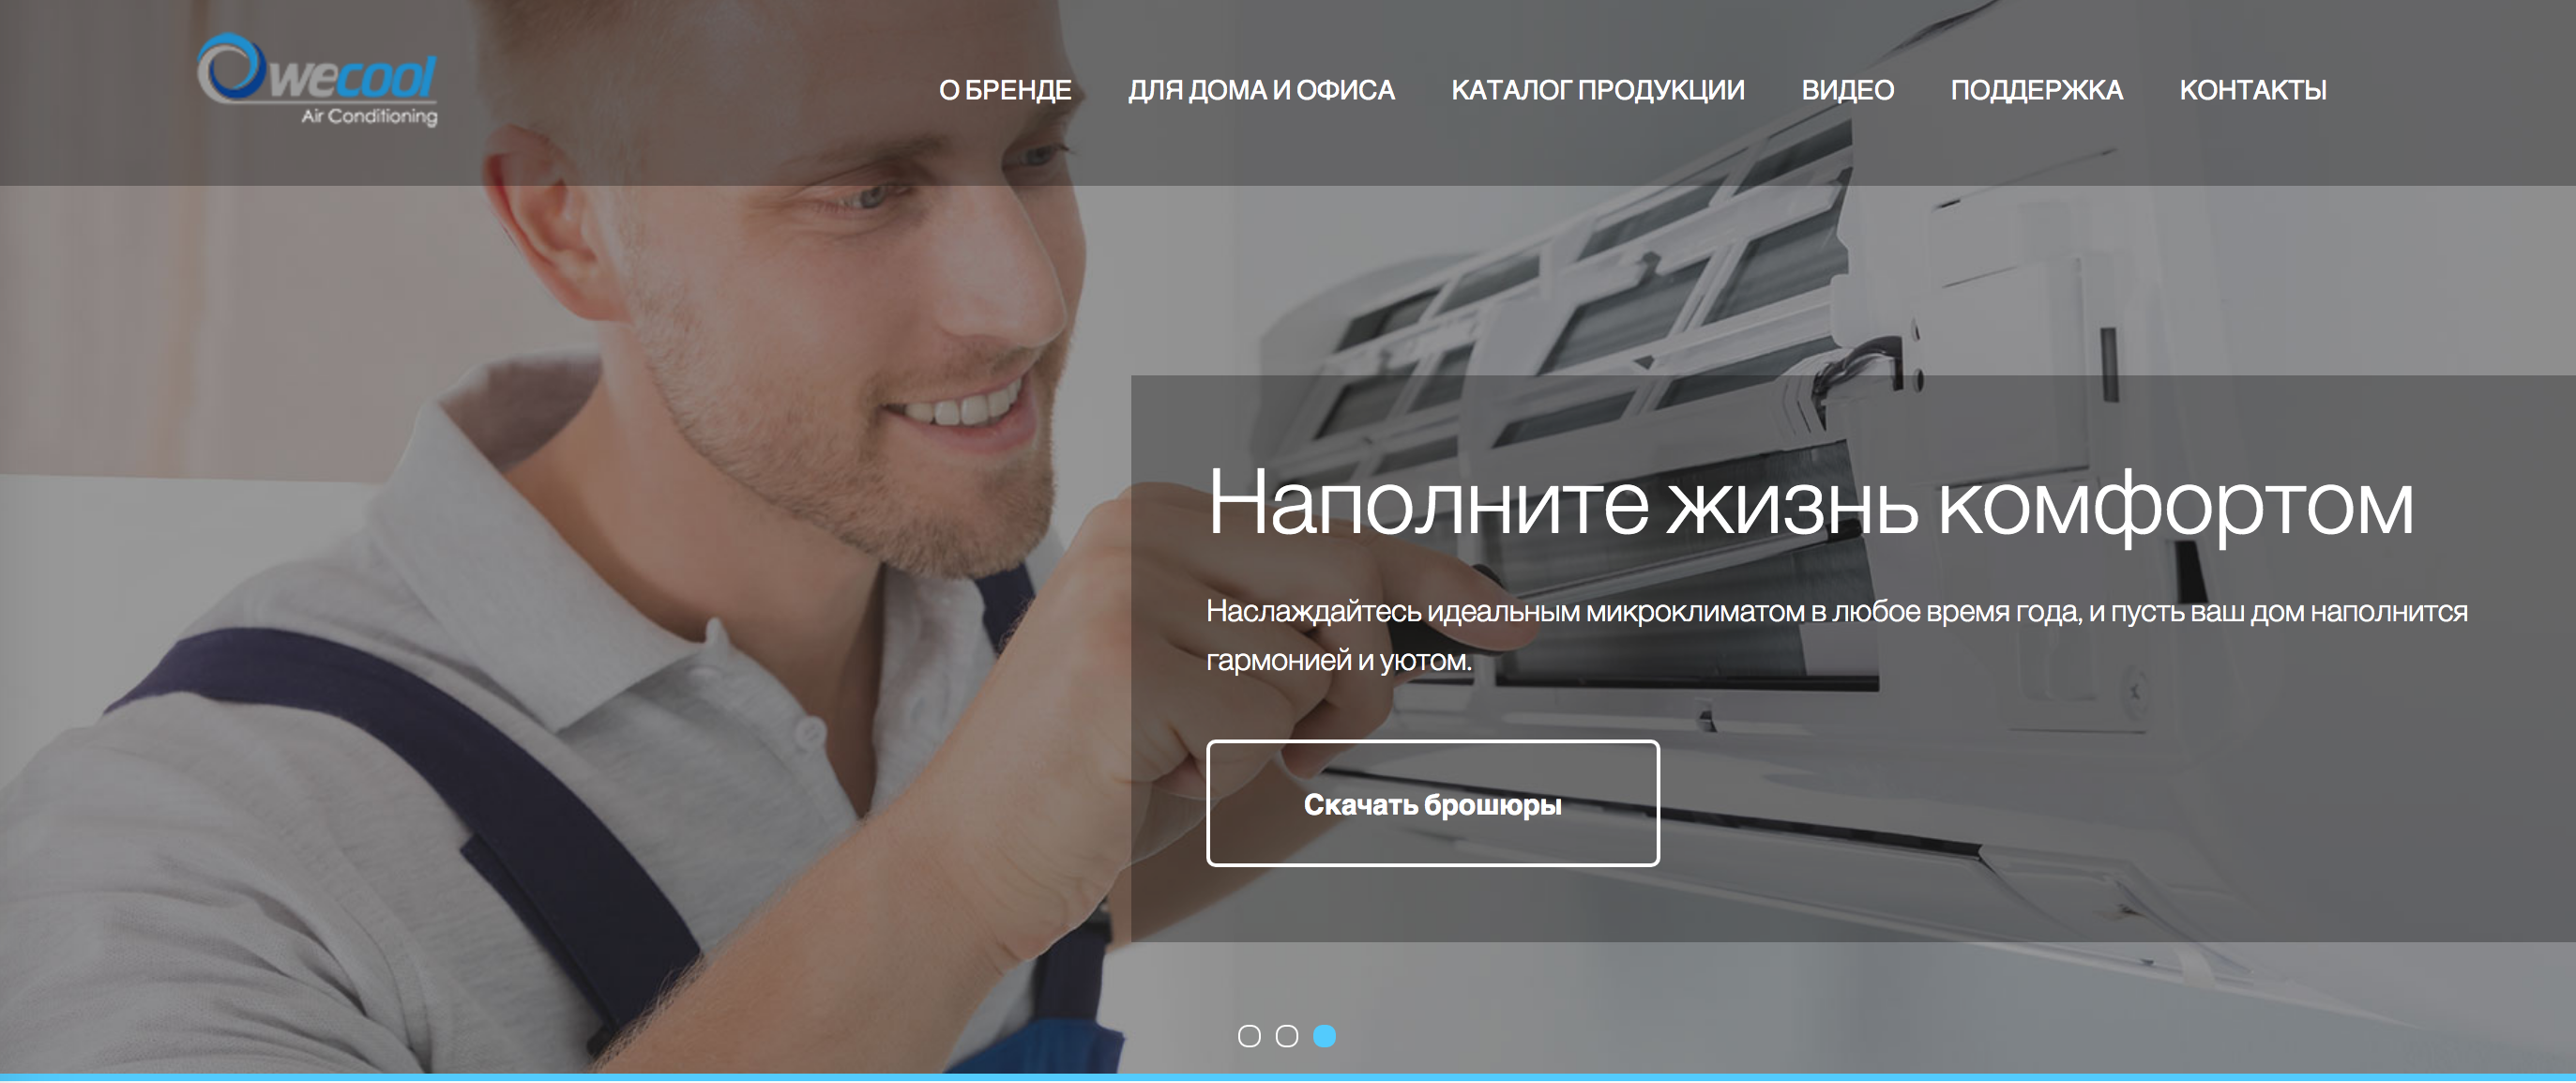 wecool
Air Conditioning
О БРЕНДЕ
ДЛЯ ДОМА И ОФИСА
КАТАЛОГ ПРОДУКЦИИ
ВИДЕО
ПОДДЕРЖКА
КОНТАКТЫ
Наполните жизнь комфортом
Наслаждайтесь идеальным микроклиматом в любое время года, и пусть ваш дом наполнится
гармонией и уютом.
Скачать брошюры